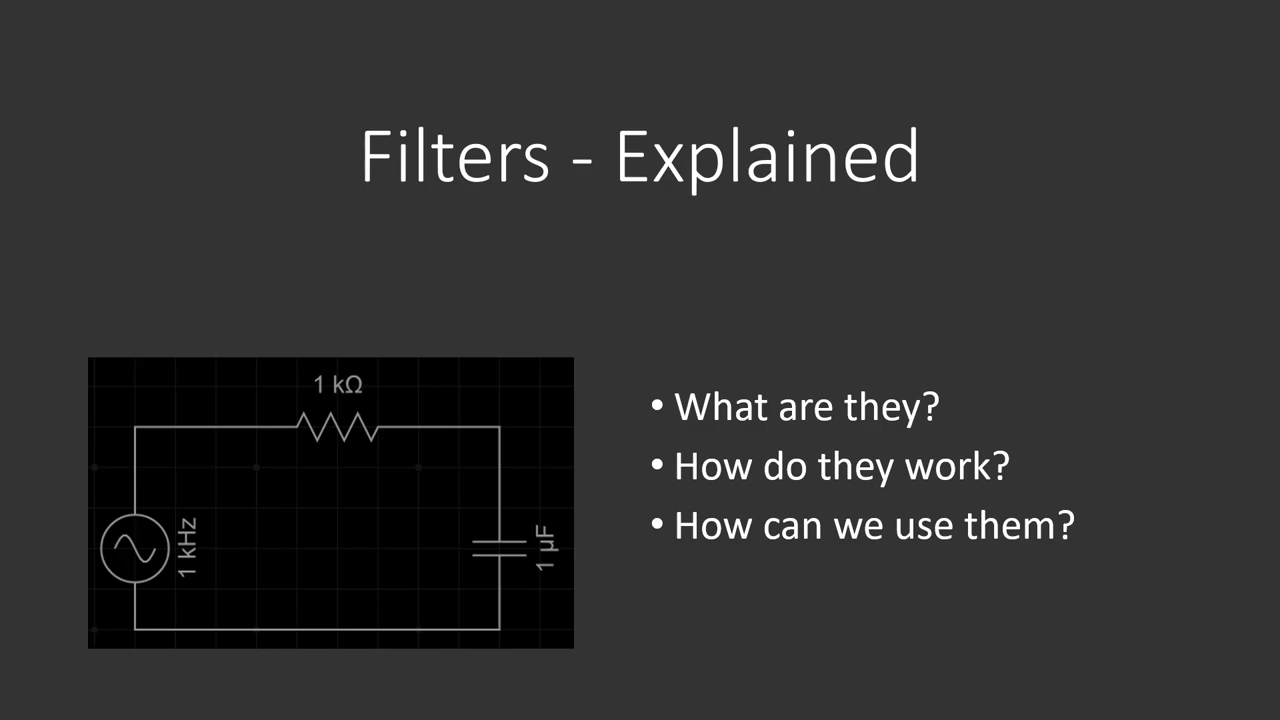 Filters - Explained
1 kΩ
1 kHz
1 µF
• What are they?
• How do they work?
• How can we use them?